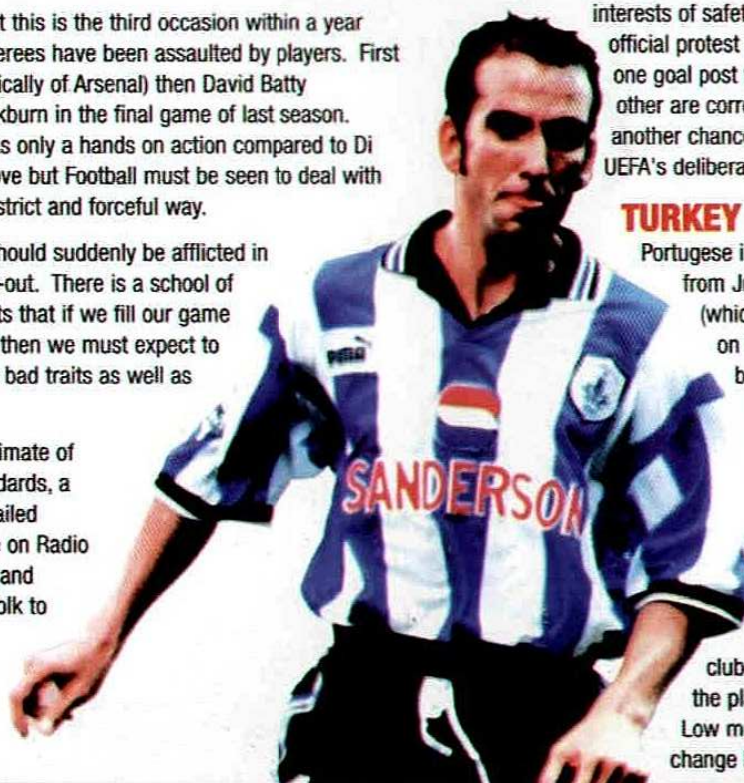 t this is the third occasion within a year
erees have been assaulted by players. First
ically of Arsenal) then David Batty
kburn in the final game of last season.
s only a hands on action compared to Di
ve but Football must be seen to deal with
strict and forceful way.
hould suddenly be afflicted in
-out. There is a school of
ts that if we fill our game
then we must expect to
bad traits as well as
imate of
dards, a
ailed
on Radio
and
olk to
PUMA
SANDERSON
interests of safet
official protest
one goal post
other are corre
another chance
UEFA's delibera
TURKEY
Portugese i
from Ju
(whic
on
b
club
the pl
Low m
change